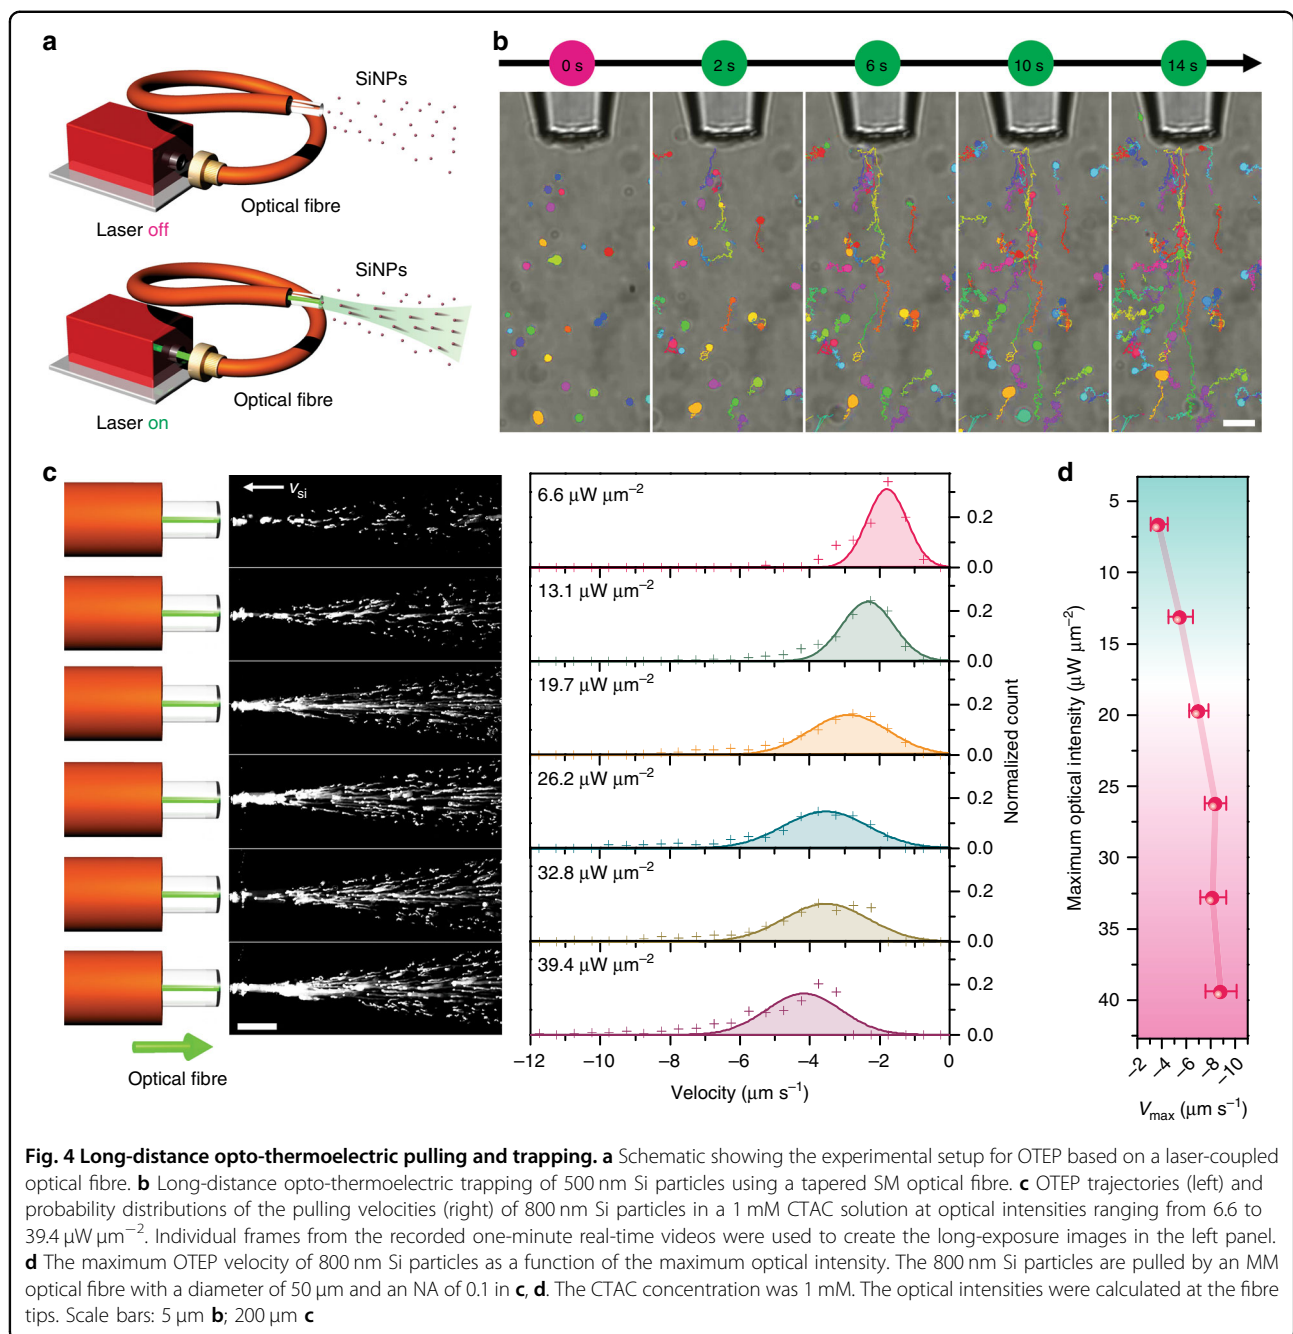 a
SiNPs
Optical fibre
Laser off
SiNPs
Optical fibre
Laser on
b
0 s
2 s
6 s
10 s
14 s
c
vsi
6.6 µW µm−2
13.1 µW µm−2
19.7 µW µm−2
26.2 µW µm−2
32.8 µW µm−2
39.4 µW µm−2
0.2
0.0
0.2
0.0
0.2
0.0
0.2
0.0
0.2
0.0
0.2
0.0
Normalized count
−12
−10
−8
−6
−4
−2
0
Velocity (µm s−1)
Optical fibre
d
5
10
15
20
25
30
35
40
Maximum optical intensity (µW µm−2)
−2
−4
−6
−8
−10
Vmax (µm s−1)
Fig. 4 Long-distance opto-thermoelectric pulling and trapping. a Schematic showing the experimental setup for OTEP based on a laser-coupled
optical fibre. b Long-distance opto-thermoelectric trapping of 500 nm Si particles using a tapered SM optical fibre. c OTEP trajectories (left) and
probability distributions of the pulling velocities (right) of 800 nm Si particles in a 1 mM CTAC solution at optical intensities ranging from 6.6 to
39.4 µW µm−2. Individual frames from the recorded one-minute real-time videos were used to create the long-exposure images in the left panel.
d The maximum OTEP velocity of 800 nm Si particles as a function of the maximum optical intensity. The 800 nm Si particles are pulled by an MM
optical fibre with a diameter of 50 µm and an NA of 0.1 in c, d. The CTAC concentration was 1 mM. The optical intensities were calculated at the fibre
tips. Scale bars: 5 µm b; 200 µm c